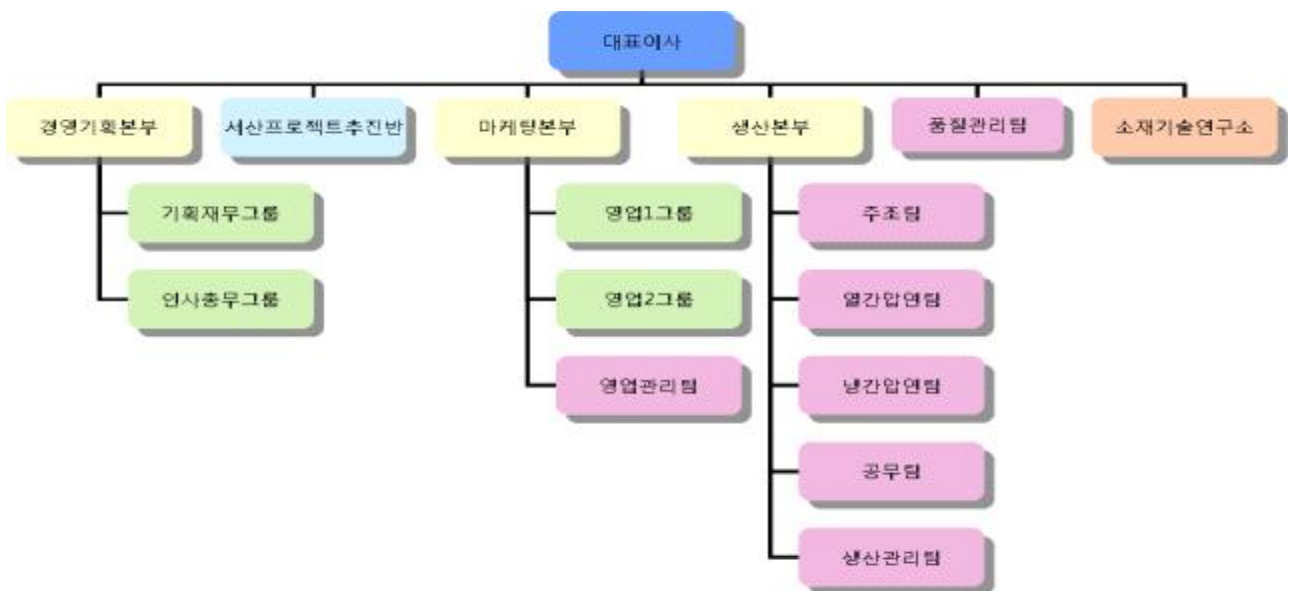 대표이사
경영기획본부
서산프로젝트추진반
마케팅본부
생산본부
품질관리팀
소재기술연구소
기획재무그룹
영업1그룹
주조팀
인사총무그룹
영업2그룹
열간압연팀
영업관리팀
냉간압연팀
공무팀
생산관리팀